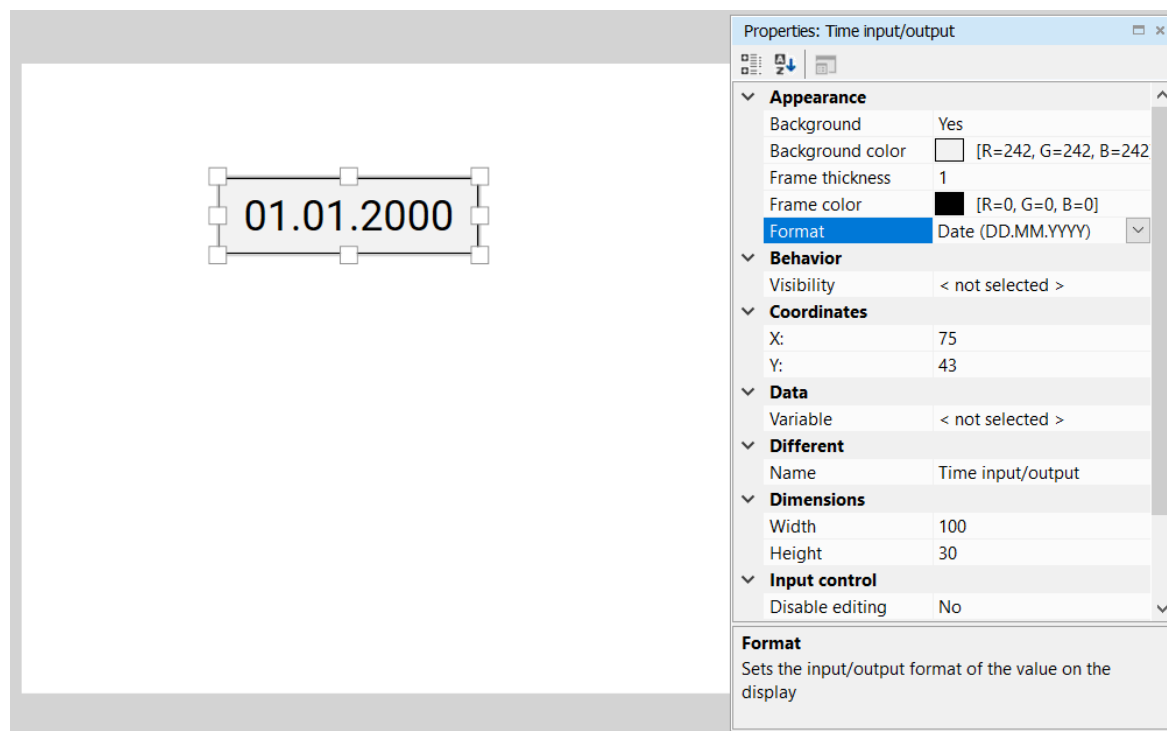 01.01.2000
Properties: Time input/output
Appearance
Background Yes
Background color [R=242, G=242, B=242
Frame thickness 1
Frame color [R=0, G=0, B=0]
Format Date (DD.MM.YYYY)
Behavior
Visibility < not selected >
Coordinates
X: 75
Y: 43
Data
Variable < not selected >
Different
Name Time input/output
Dimensions
Width 100
Height 30
Input control
Disable editing No
Format
Sets the input/output format of the value on the
display